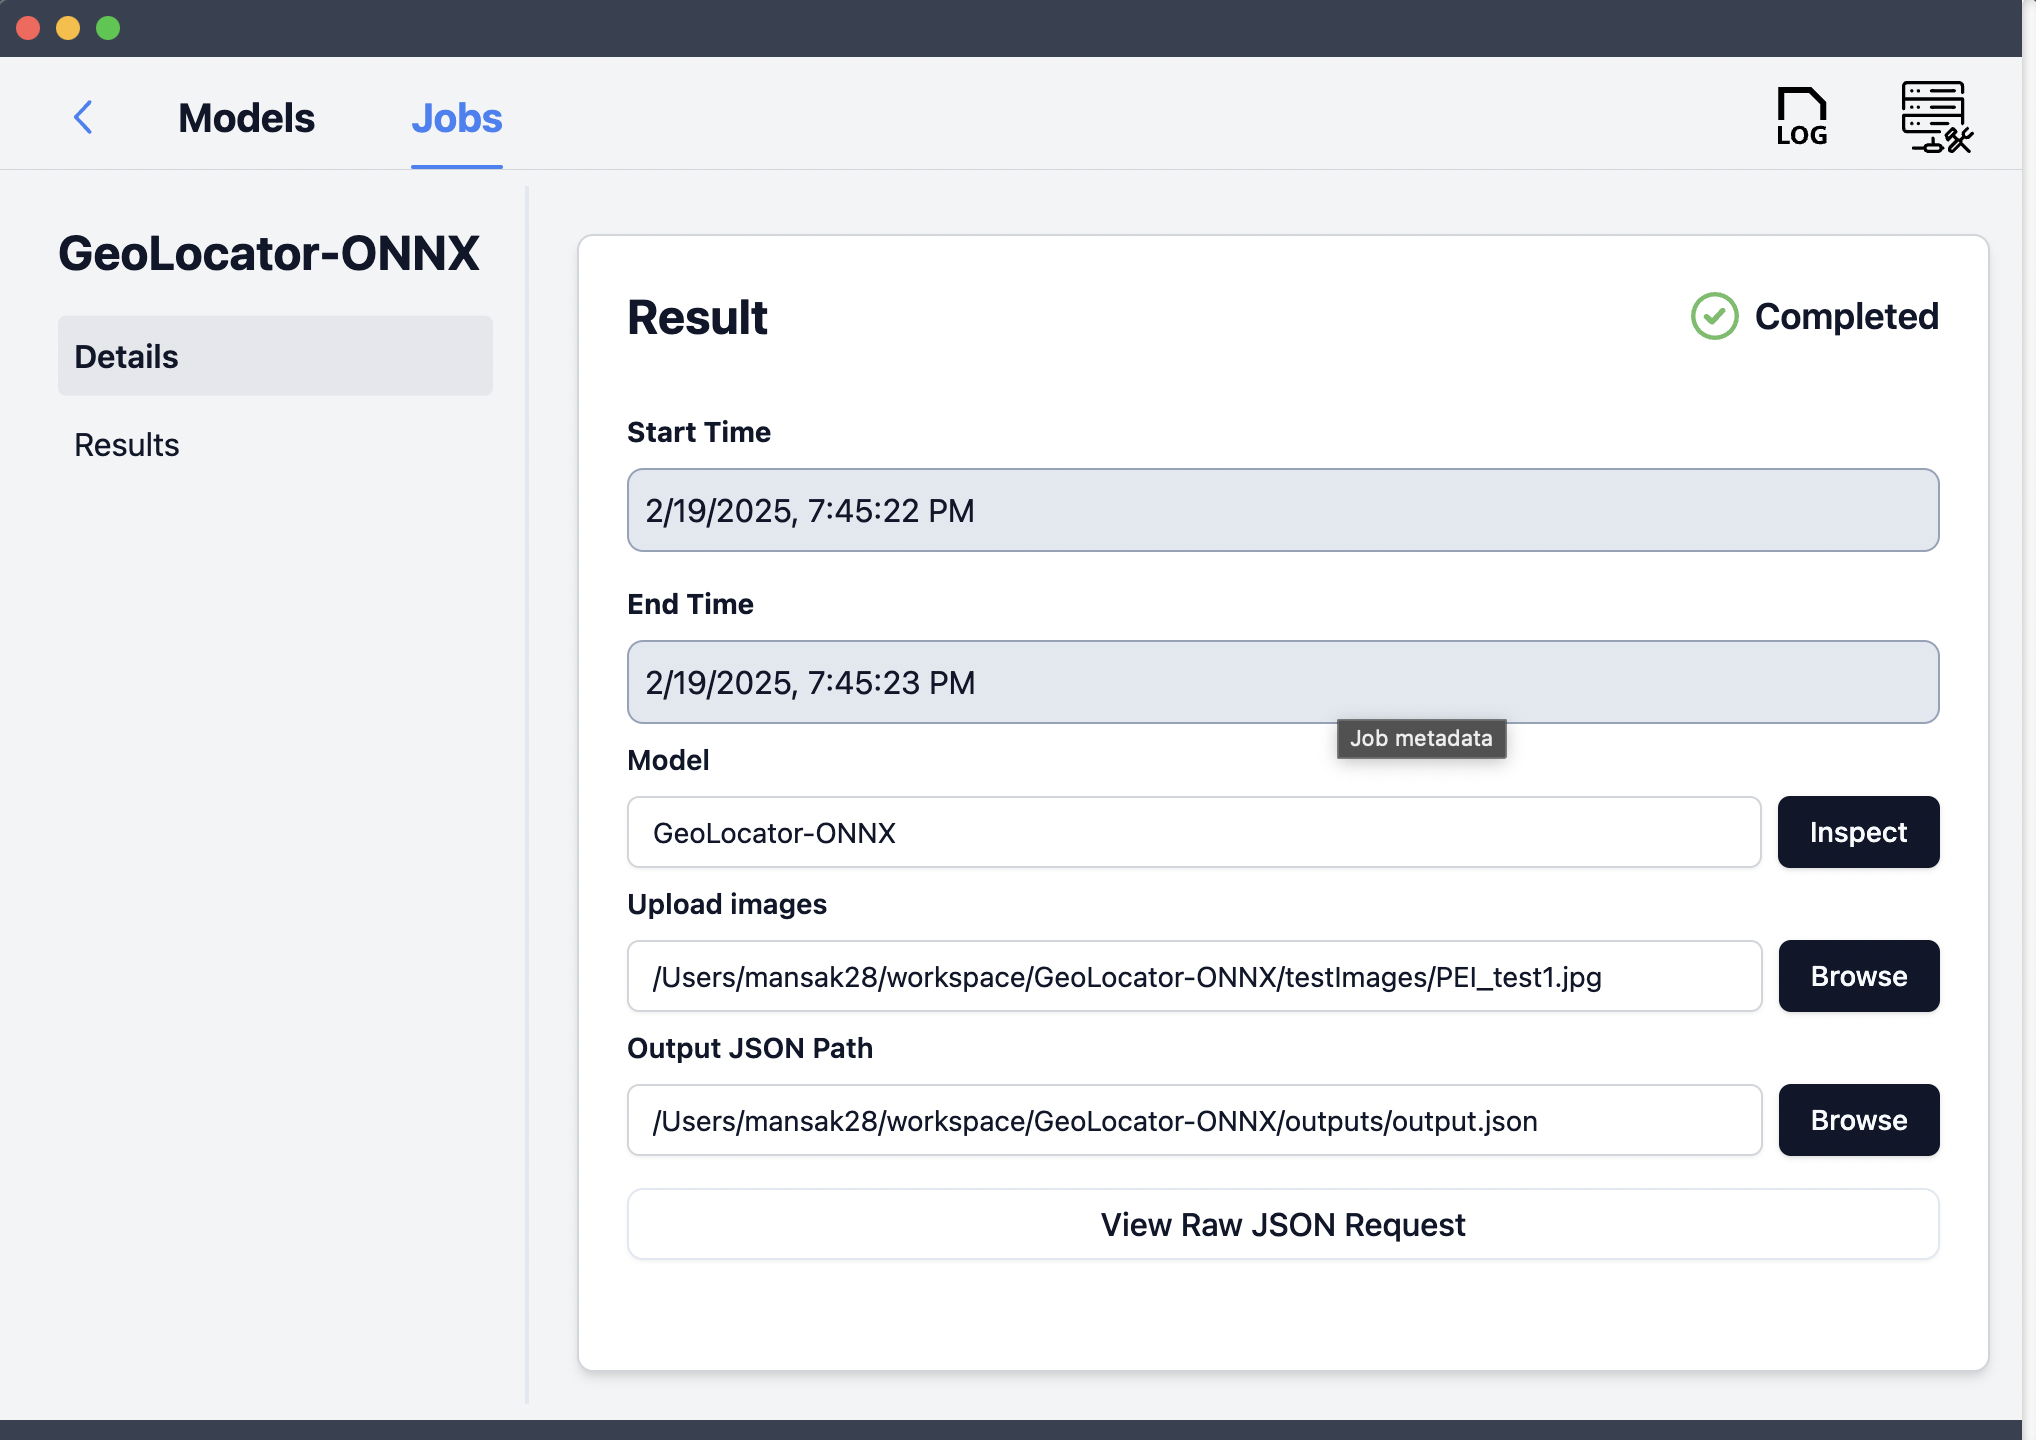 Models
Jobs
LOG
GeoLocator-ONNX
Details
Results
Result
Completed
Start Time
2/19/2025, 7:45:22 PM
End Time
2/19/2025, 7:45:23 PM
Job metadata
Model
GeoLocator-ONNX
Inspect
Upload images
/Users/mansak28/workspace/GeoLocator-ONNX/testImages/PEI_test1.jpg
Browse
Output JSON Path
/Users/mansak28/workspace/GeoLocator-ONNX/outputs/output.json
Browse
View Raw JSON Request